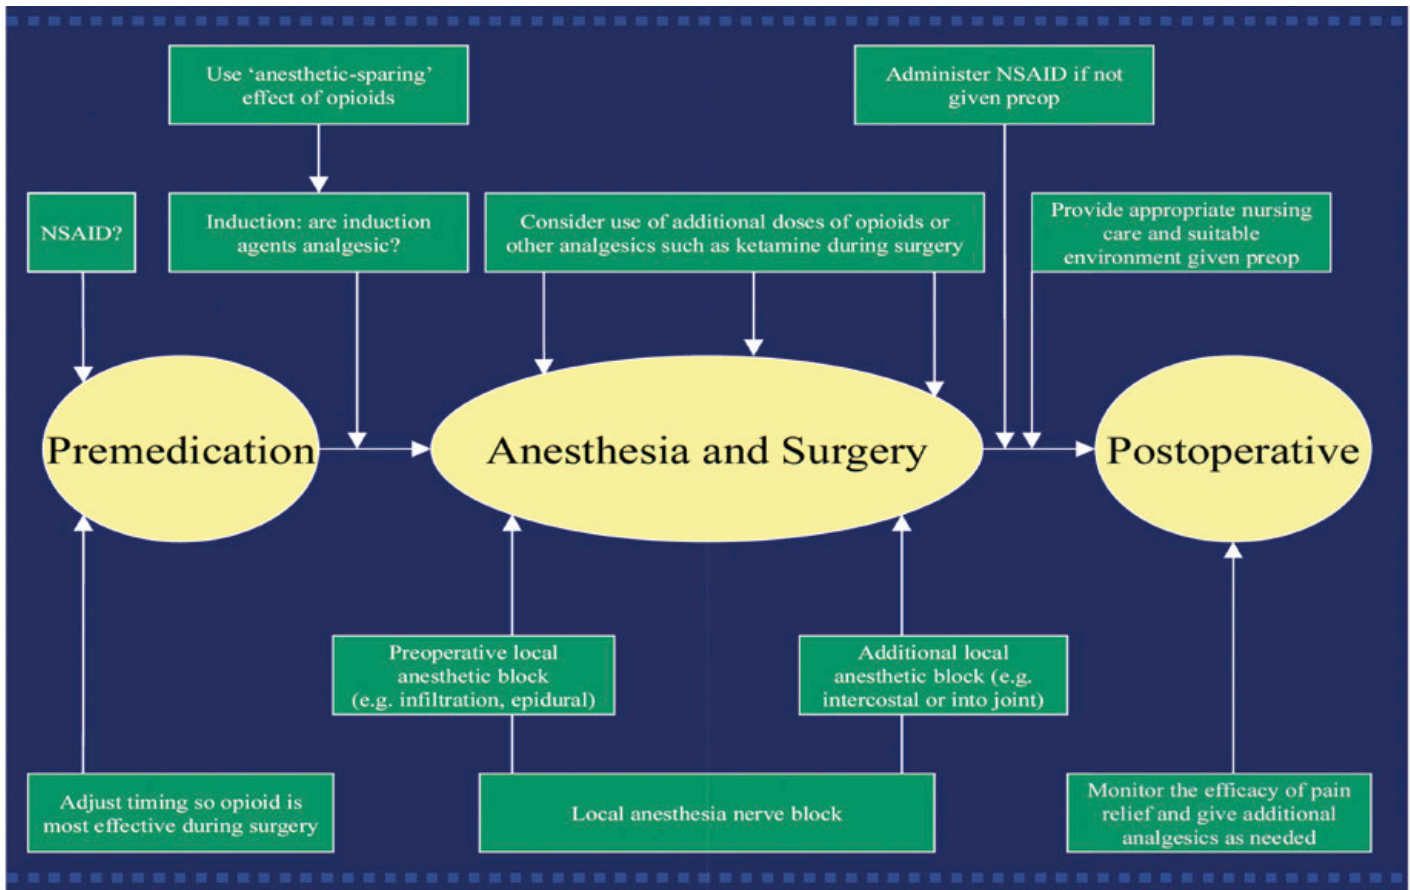 Use ‘anesthetic-sparing’
effect of opioids
Administer NSAID if not
given preop
NSAID?
Induction: are induction
agents analgesic?
Consider use of additional doses of opioids or
other analgesics such as ketamine during surgery
Provide appropriate nursing
care and suitable
environment given preop
Premedication
Anesthesia and Surgery
Postoperative
Preoperative local
anesthetic block
(e.g. infiltration, epidural)
Additional local
anesthetic block (e.g.
intercostal or into joint)
Adjust timing so opioid is
most effective during surgery
Local anesthesia nerve block
Monitor the efficacy of pain
relief and give additional
analgesics as needed